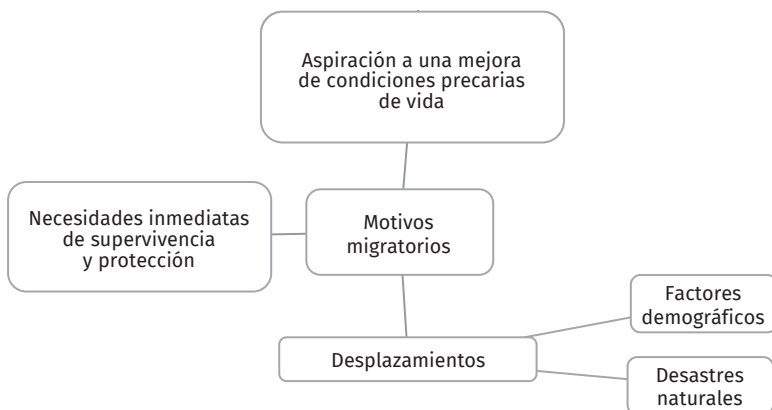 Aspiración a una mejora
de condiciones precarias
de vida
Necesidades inmediatas
de supervivencia
y protección
Motivos
migratorios
Factores
demográficos
Desplazamientos
Desastres
naturales